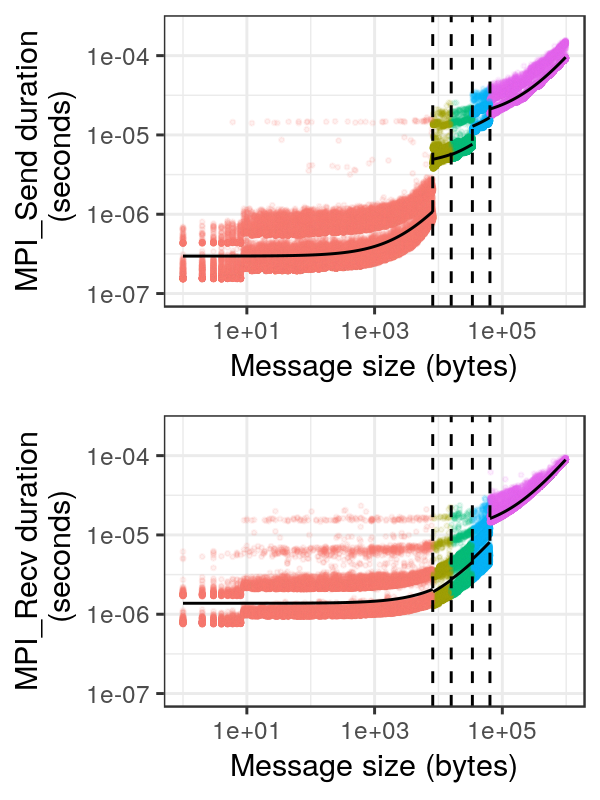 MPI_Send duration
(seconds)
1e-04
1e-05
1e-06
1e-07
1e+01
1e+03
1e+05
Message size (bytes)
MPI_Recv duration
(seconds)
1e-04
1e-05
1e-06
1e-07
1e+01
1e+03
1e+05
Message size (bytes)